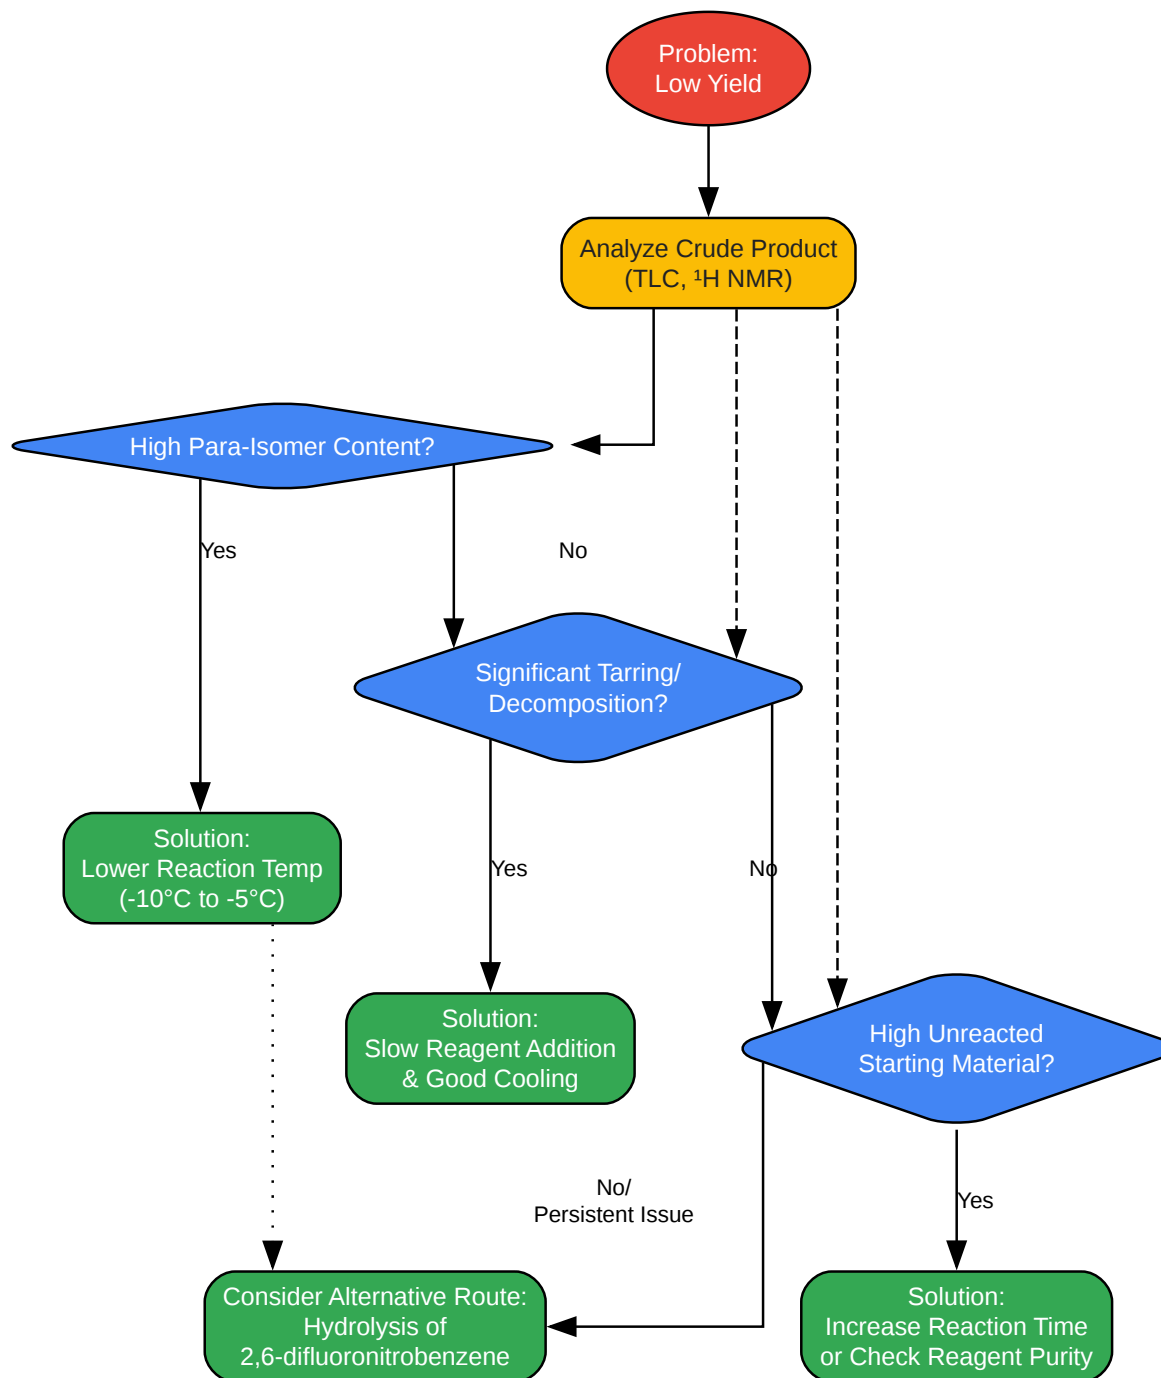 Problem:
Low Yield
Analyze Crude Product
(TLC, ¹H NMR)
High Para-Isomer Content?
Yes
No
Significant Tarring/
Decomposition?
Solution:
Lower Reaction Temp
(-10°C to -5°C)
Yes
No
Solution:
Slow Reagent Addition
& Good Cooling
High Unreacted
Starting Material?
No/
Persistent Issue
Yes
Consider Alternative Route:
Hydrolysis of
2,6-difluoronitrobenzene
Solution:
Increase Reaction Time
or Check Reagent Purity